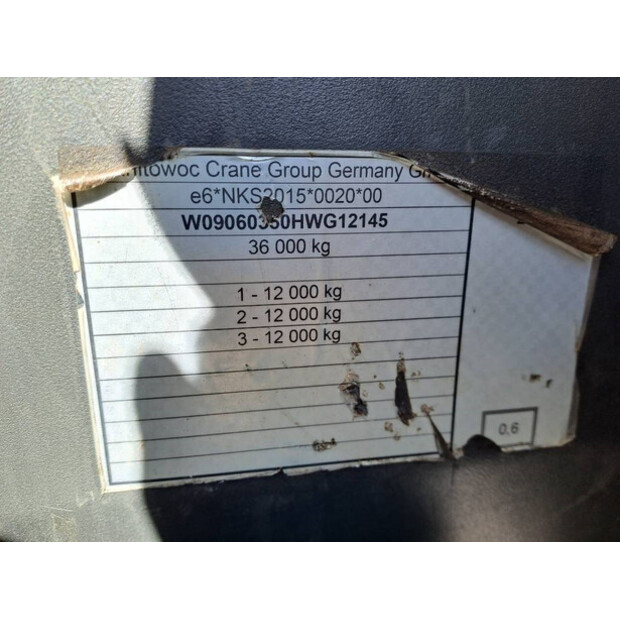 Crane Group Germany
e6*NKS2015*0020*00
W09060350HWG12145
36 000 kg
1 - 12 000 kg
2 - 12 000 kg
3 - 12 000 kg
0,6